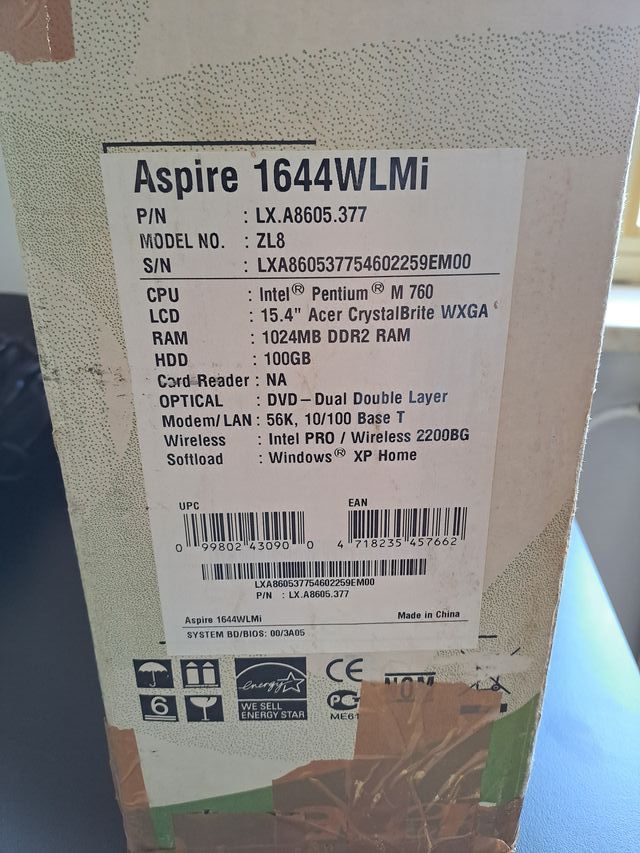 Aspire 1644WLMi
P/N : LX.A8605.377
MODEL NO. : ZL8
S/N : LXA860537754602259EM00
CPU : Intel® Pentium® M 760
LCD : 15.4" Acer CrystalBrite WXGA
RAM : 1024MB DDR2 RAM
HDD : 100GB
Card Reader : NA
OPTICAL : DVD-Dual Double Layer
Modem/LAN : 56K, 10/100 Base T
Wireless : Intel PRO / Wireless 2200BG
Softload : Windows® XP Home
UPC EAN
0 99802 43090 0 4 718235 457662
LXA860537754602259EM00
P/N : LX.A8605.377
Aspire 1644WLMi Made in China
SYSTEM BD/BIOS: 00/3A05
energy CE NOM
6 WE SELL
ENERGY STAR ME61